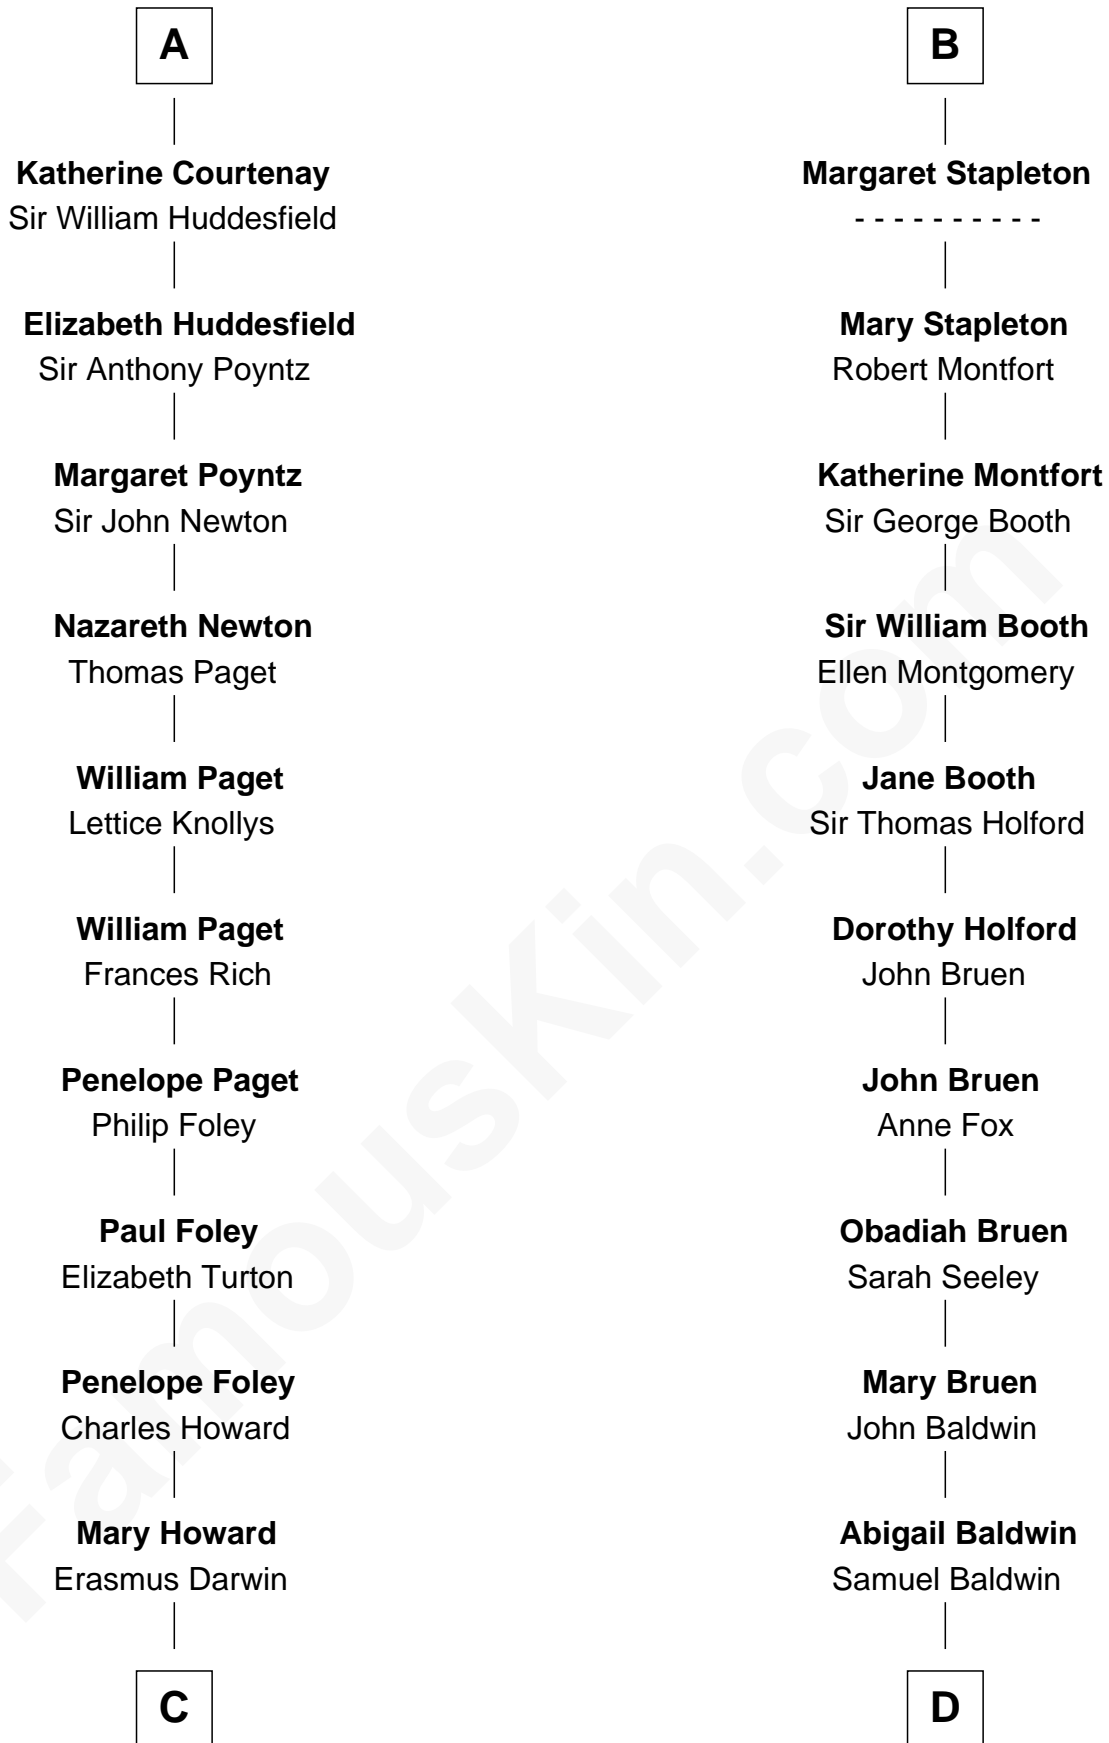 A
Katherine Courtenay
Sir William Huddesfield
Elizabeth Huddesfield
Sir Anthony Poyntz
Margaret Poyntz
Sir John Newton
Nazareth Newton
Thomas Paget
William Paget
Lettice Knollys
William Paget
Frances Rich
Penelope Paget
Philip Foley
Paul Foley
Elizabeth Turton
Penelope Foley
Charles Howard
Mary Howard
Erasmus Darwin
C
B
Margaret Stapleton
- - - - - - - - - -
Mary Stapleton
Robert Montfort
Katherine Montfort
Sir George Booth
Sir William Booth
Ellen Montgomery
Jane Booth
Sir Thomas Holford
Dorothy Holford
John Bruen
John Bruen
Anne Fox
Obadiah Bruen
Sarah Seeley
Mary Bruen
John Baldwin
Abigail Baldwin
Samuel Baldwin
D
FamousKin.com